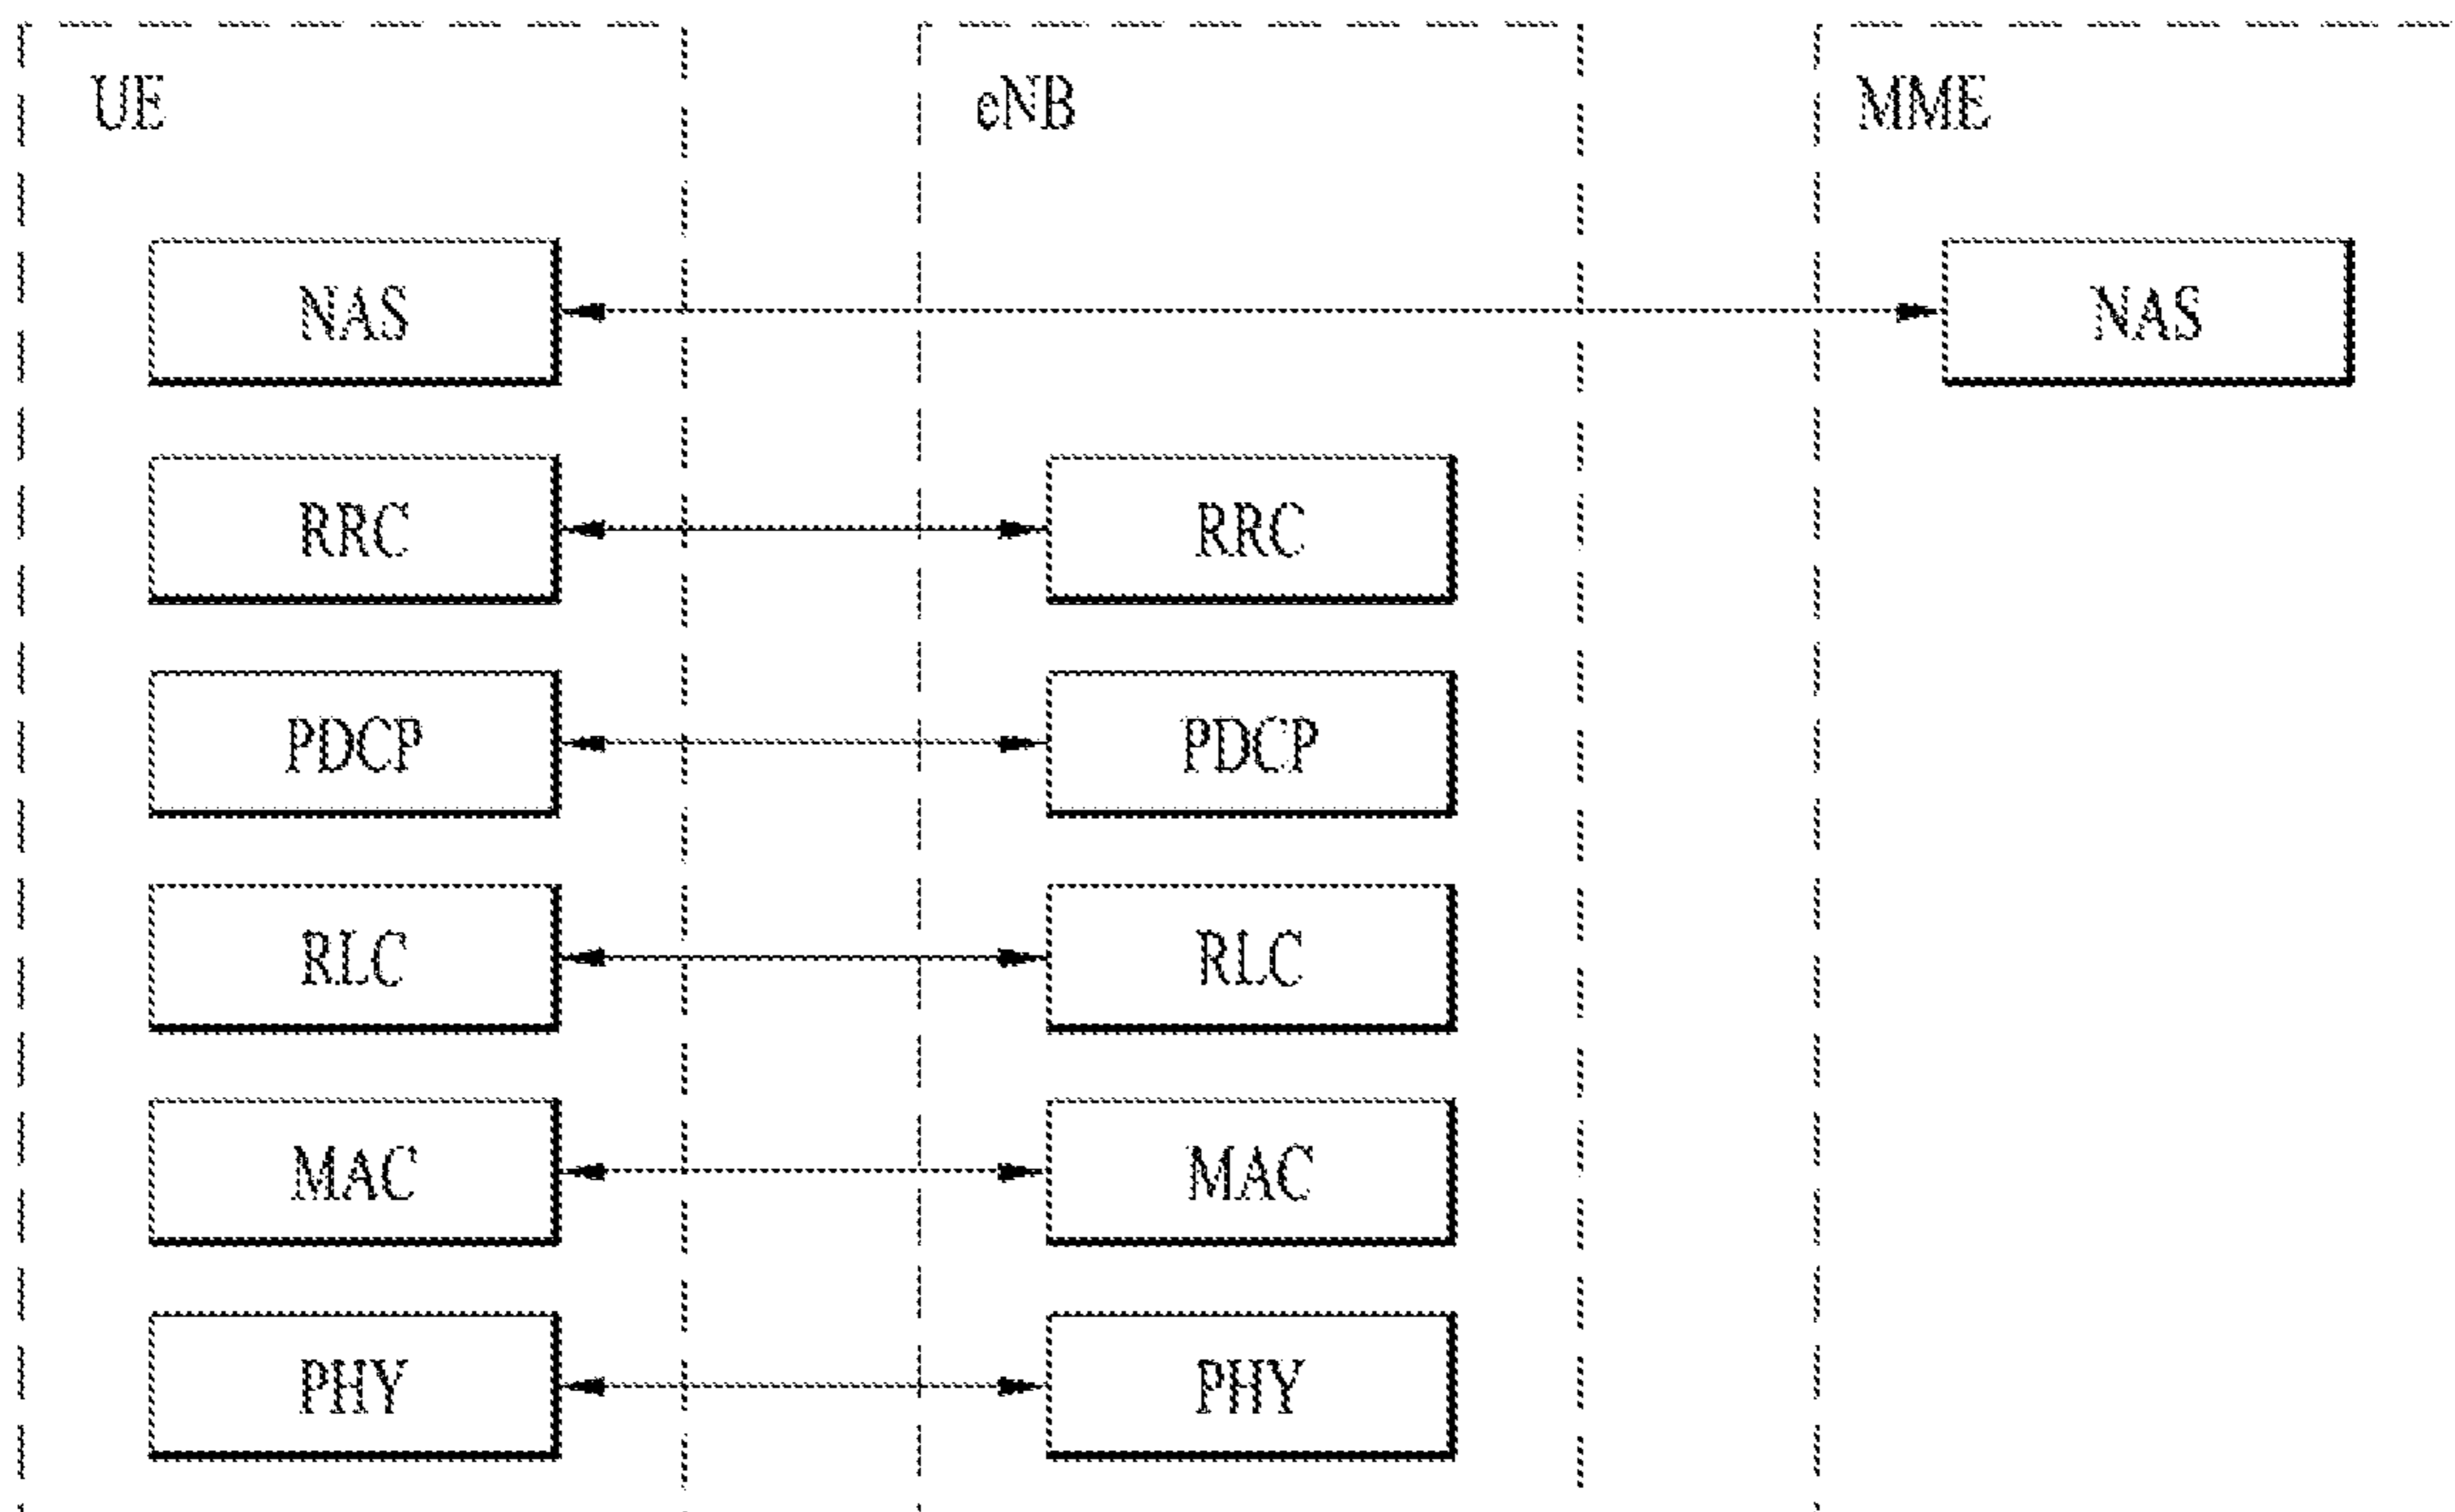 UE eNB MME
NAS NAS
RRC RRC
PDCP PDCP
RLC RLC
MAC MAC
PHY PHY